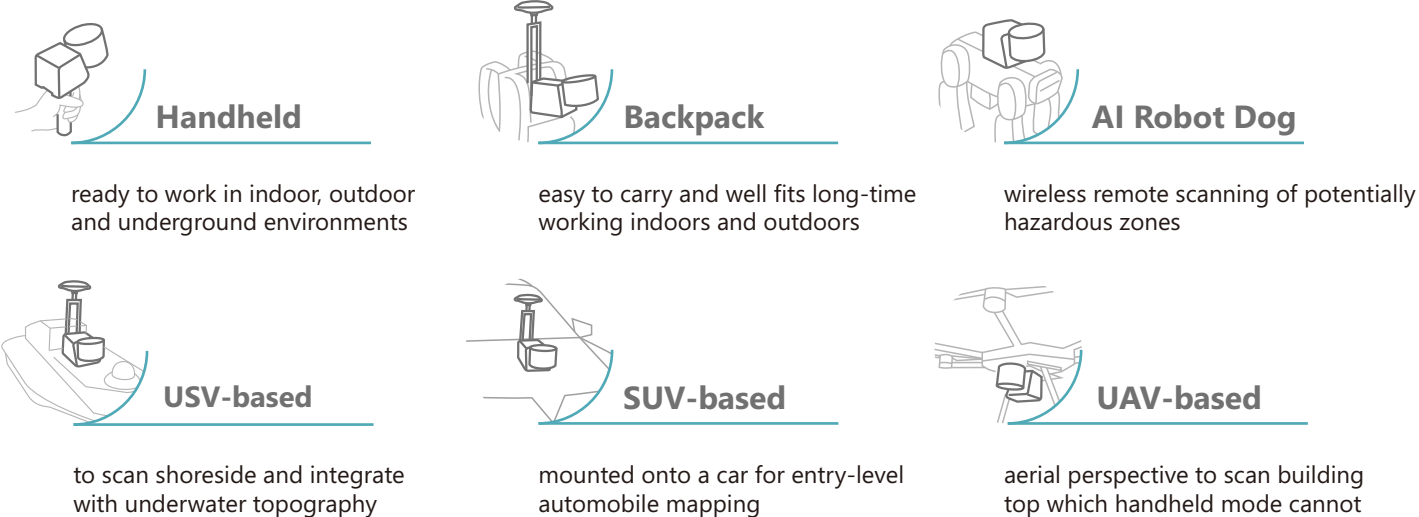 Handheld
ready to work in indoor, outdoor
and underground environments
Backpack
easy to carry and well fits long-time
working indoors and outdoors
AI Robot Dog
wireless remote scanning of potentially
hazardous zones
USV-based
to scan shoreside and integrate
with underwater topography
SUV-based
mounted onto a car for entry-level
automobile mapping
UAV-based
aerial perspective to scan building
top which handheld mode cannot